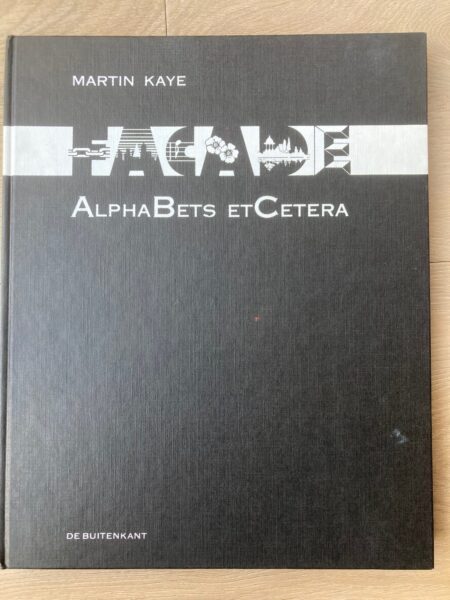 MARTIN KAYE
FACADE
ALPHABETS ETCETERA
DE BUITENKANT